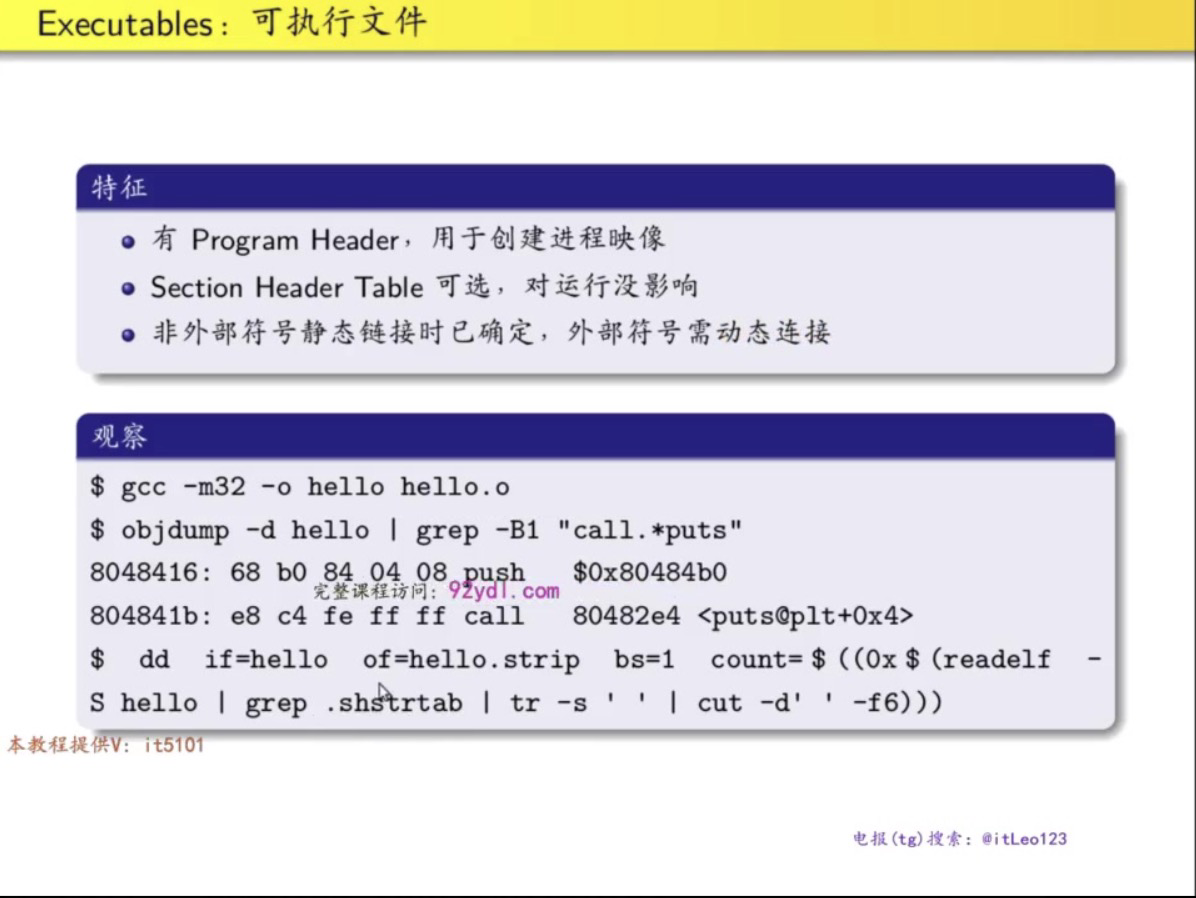 Executables：可执行文件
特征
有 Program Header，用于创建进程映像
Section Header Table 可选，对运行没影响
非外部符号静态链接时已确定，外部符号需动态连接
观察
$ gcc -m32 -o hello hello.o
$ objdump -d hello | grep -B1 "call.*puts"
8048416: 68 b0 84 04 08 push $0x80484b0
完整课程访问：92ydl.com
804841b: e8 c4 fe ff ff call 80482e4 <puts@plt+0x4>
$ dd if=hello of=hello.strip bs=1 count=$((0x$(readelf -
S hello | grep .shstrtab | tr -s ' ' | cut -d' ' -f6)))
本教程提供V: it5101
电报(tg)搜索：@itLeo123